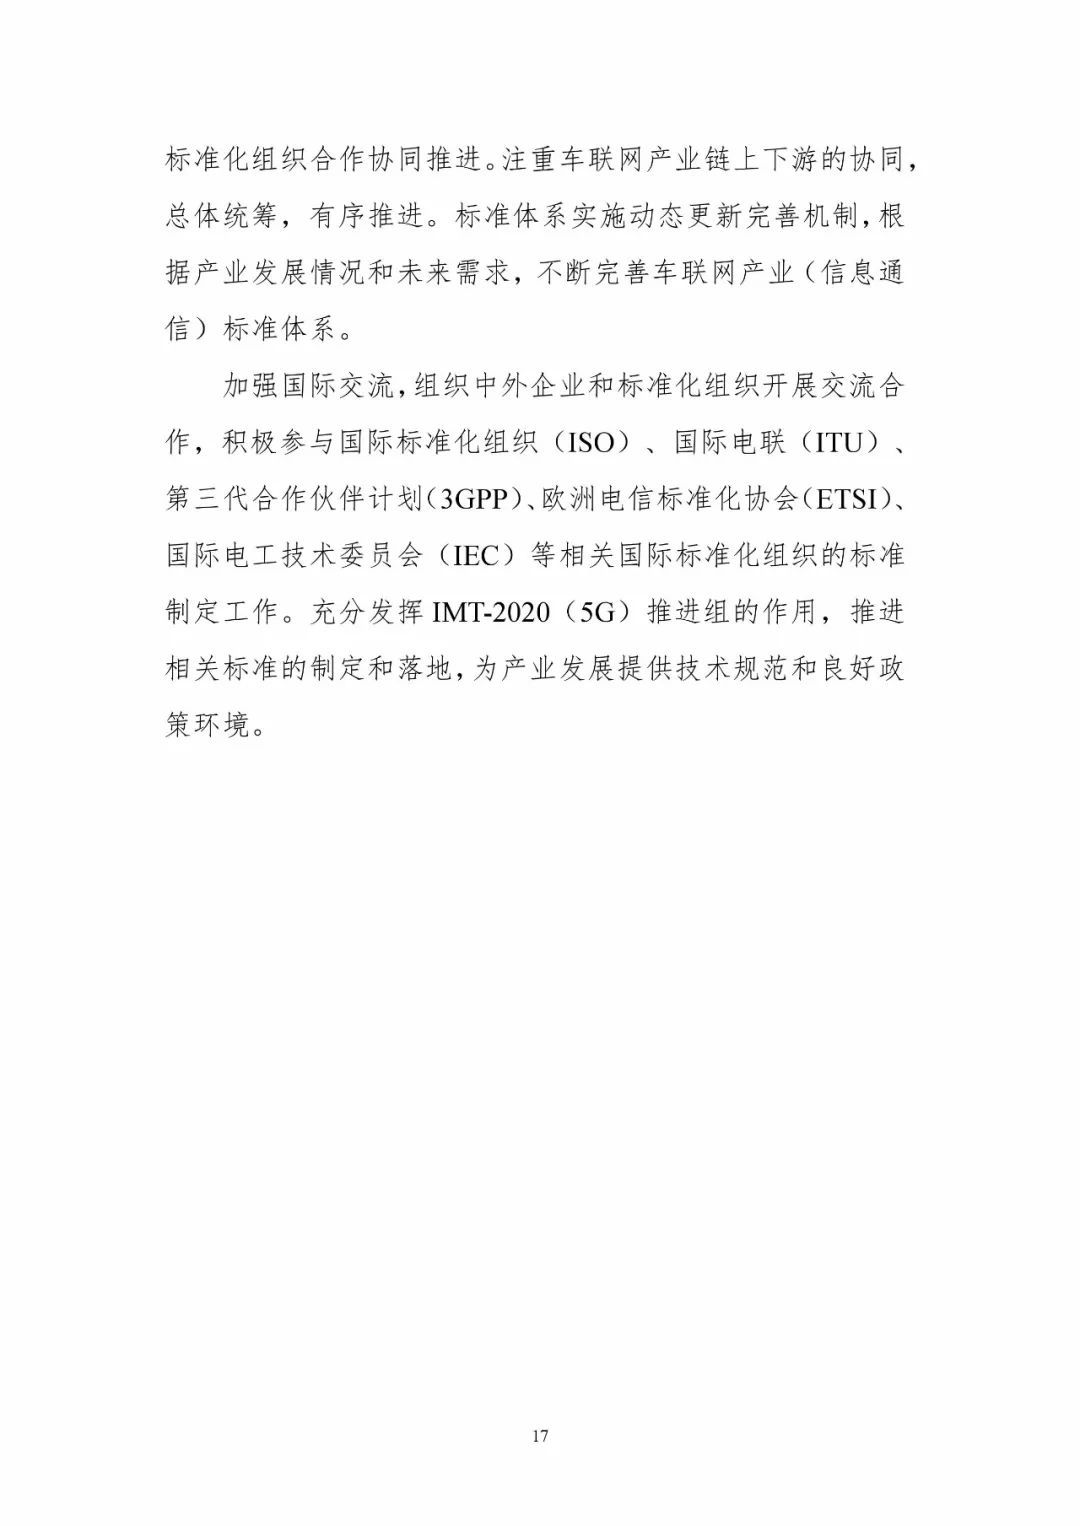 标准化组织合作协同推进。注重车联网产业链上下游的协同，
总体统筹，有序推进。标准体系实施动态更新完善机制，根
据产业发展情况和未来需求，不断完善车联网产业（信息通
信）标准体系。
加强国际交流，组织中外企业和标准化组织开展交流合
作，积极参与国际标准化组织（ISO）、国际电联（ITU）、
第三代合作伙伴计划（3GPP）、欧洲电信标准化协会（ETSI）、
国际电工技术委员会（IEC）等相关国际标准化组织的标准
制定工作。充分发挥 IMT-2020（5G）推进组的作用，推进
相关标准的制定和落地，为产业发展提供技术规范和良好政
策环境。
17